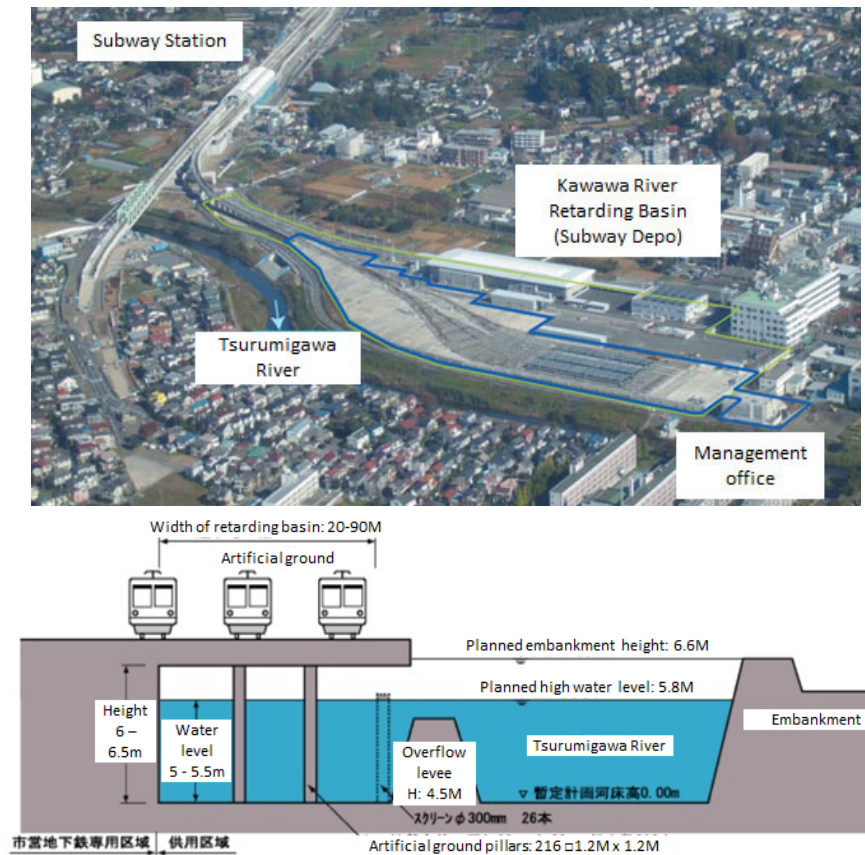 Subway Station
Kawawa River
Retarding Basin
(Subway Depo)
Tsurumigawa
River
Management
office
Width of retarding basin: 20-90M
Artificial ground
Planned embankment height: 6.6M
Planned high water level: 5.8M
Height
6 –
6.5m
Water
level
5 - 5.5m
Overflow
levee
H: 4.5M
Tsurumigawa River
Embankment
▽ 暫定計画河床高0.00m
スクリーンφ300mm 26本
市営地下鉄専用区域
供用区域
Artificial ground pillars: 216 □1.2M x 1.2M